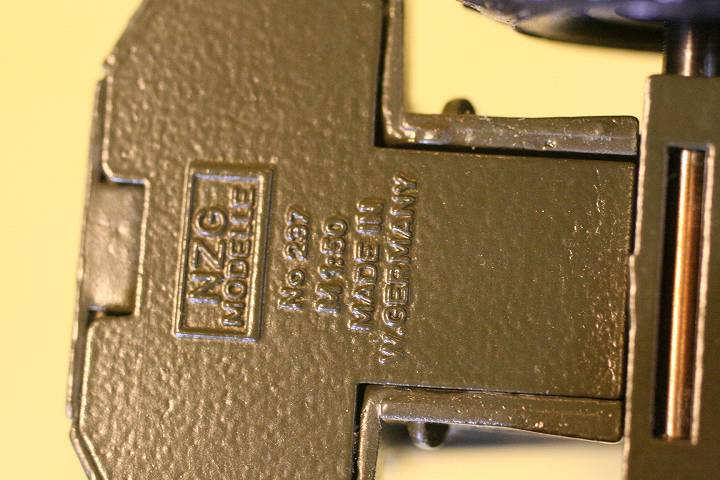 NZG
MODELLE
No 237
M 1:50
MADE IN
W.GERMANY